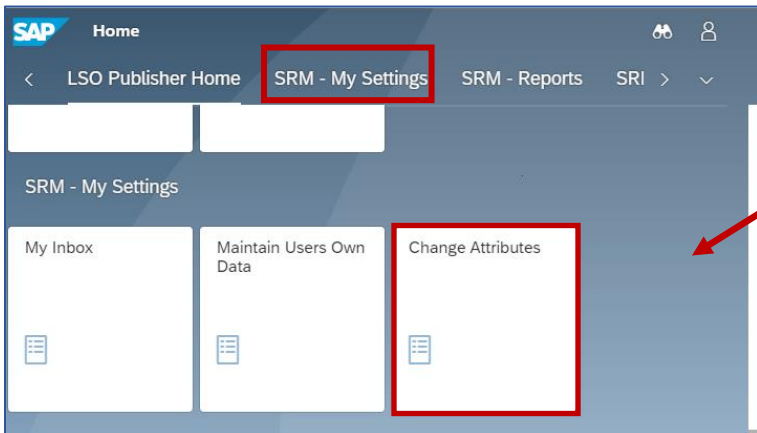 SAP Home
LSO Publisher Home SRM - My Settings SRM - Reports SRI
SRM - My Settings
My Inbox
Maintain Users Own
Data
Change Attributes